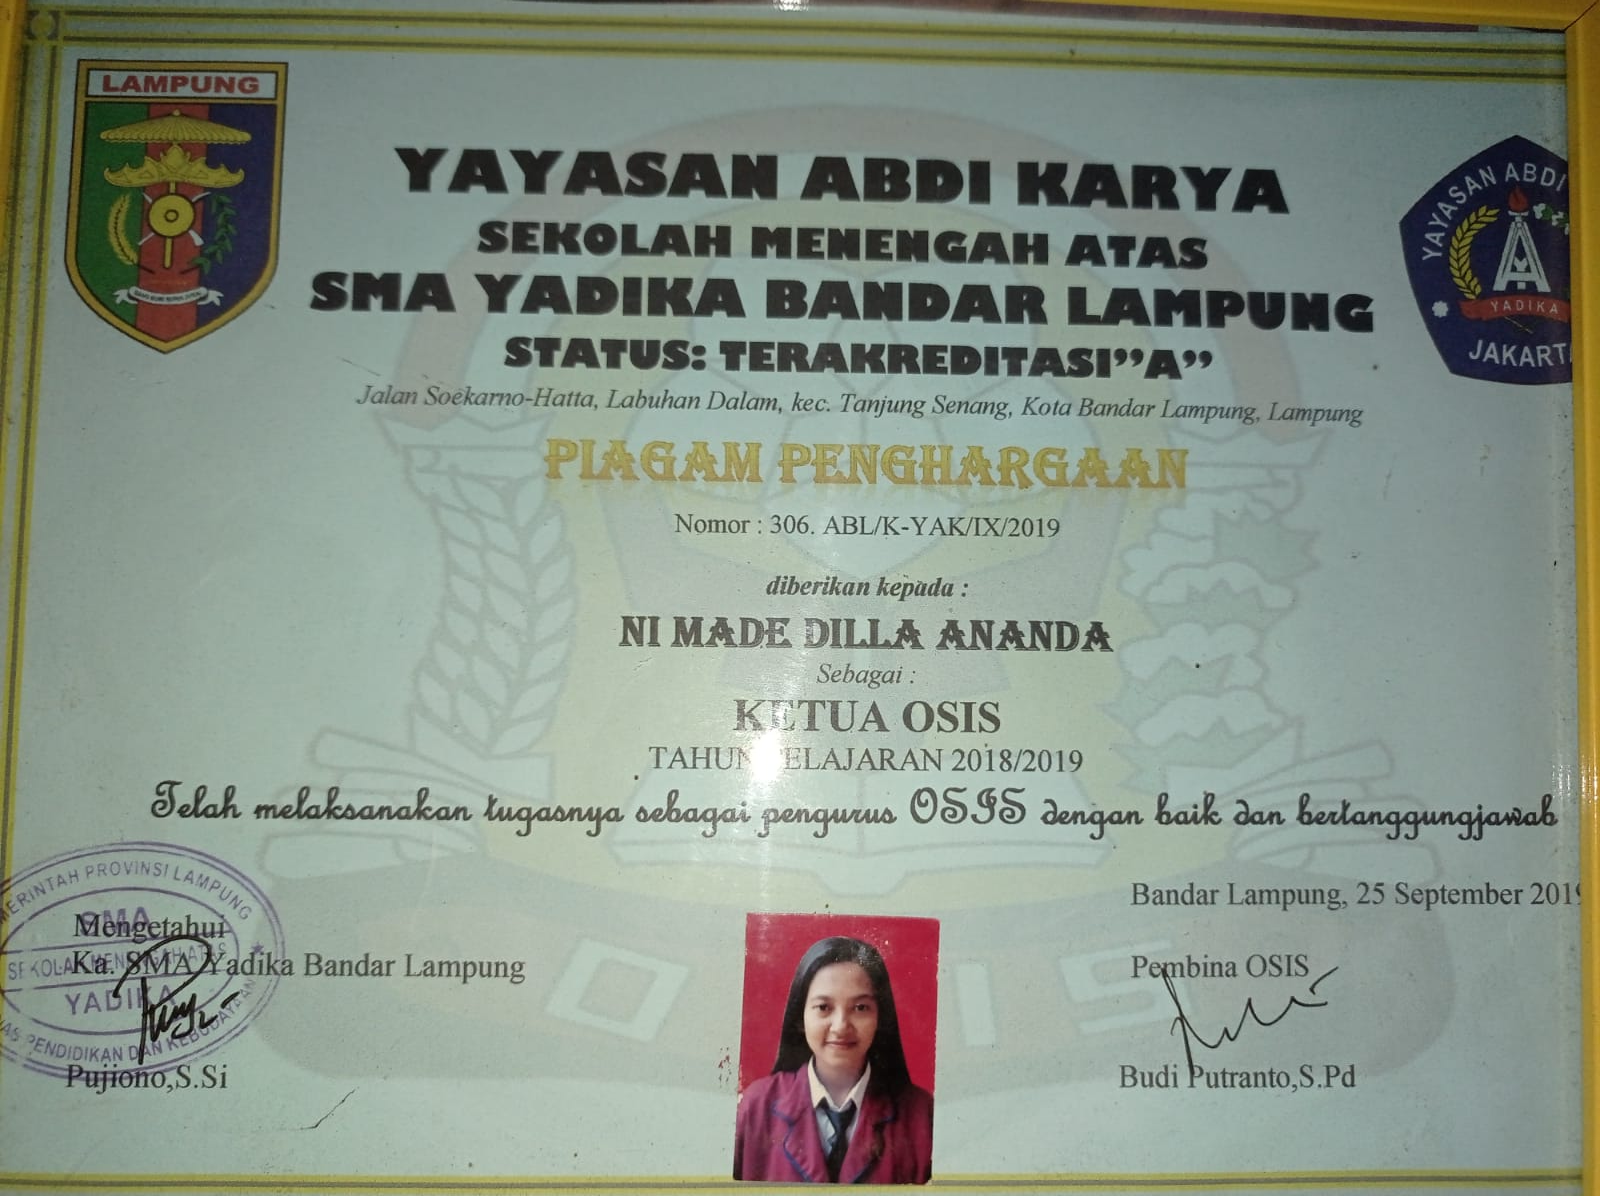 LAMPUNG
YAYASAN ABDI
YADIKA
JAKART
YAYASAN ABDI KARYA
SEKOLAH MENENGAH ATAS
SMA YADIKA BANDAR LAMPUNG
STATUS: TERAKREDITASI”A”
Jalan Soekarno-Hatta, Labuhan Dalam, kec. Tanjung Senang, Kota Bandar Lampung, Lampung
PIAGAM PENGHARGAAN
Nomor : 306. ABL/K-YAK/IX/2019
diberikan kepada :
NI MADE DILLA ANANDA
Sebagai :
KETUA OSIS
TAHUN PELAJARAN 2018/2019
Telah melaksanakan tugasnya sebagai pengurus OSIS dengan baik dan bertanggungjawab
Bandar Lampung, 25 September 2019
Mengetahui
Ka. SMA Yadika Bandar Lampung
Pembina OSIS
MERINTAH PROVINSI LAMPUNG
SMA
SEKOLAH MENENGAH ATAS
YADIKA
PENDIDIKAN DAN KEBUDAYAAN
Pujiono,S.Si
Budi Putranto,S.Pd
OSIS